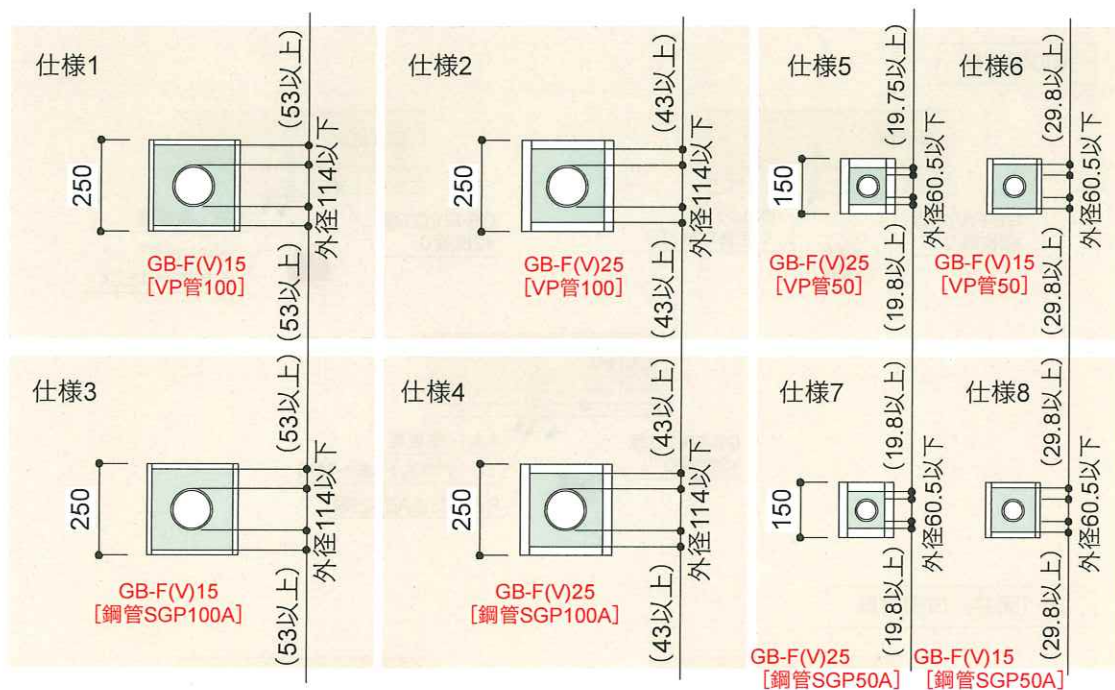 仕様1
(53以上)
250
外径114以下
GB-F(V)15
[VP管100]
(53以上)
仕様2
(43以上)
250
外径114以下
GB-F(V)25
[VP管100]
(43以上)
仕様5
(19.75以上)
150
外径60.5以下
GB-F(V)25
[VP管50]
(19.8以上)
仕様6
(29.8以上)
外径60.5以下
GB-F(V)15
[VP管50]
(29.8以上)
仕様3
(53以上)
250
外径114以下
GB-F(V)15
[鋼管SGP100A]
(53以上)
仕様4
(43以上)
250
外径114以下
GB-F(V)25
[鋼管SGP100A]
(43以上)
仕様7
(19.8以上)
150
外径60.5以下
(19.8以上)
GB-F(V)25
[鋼管SGP50A]
仕様8
(29.8以上)
外径60.5以下
(29.8以上)
GB-F(V)15
[鋼管SGP50A]